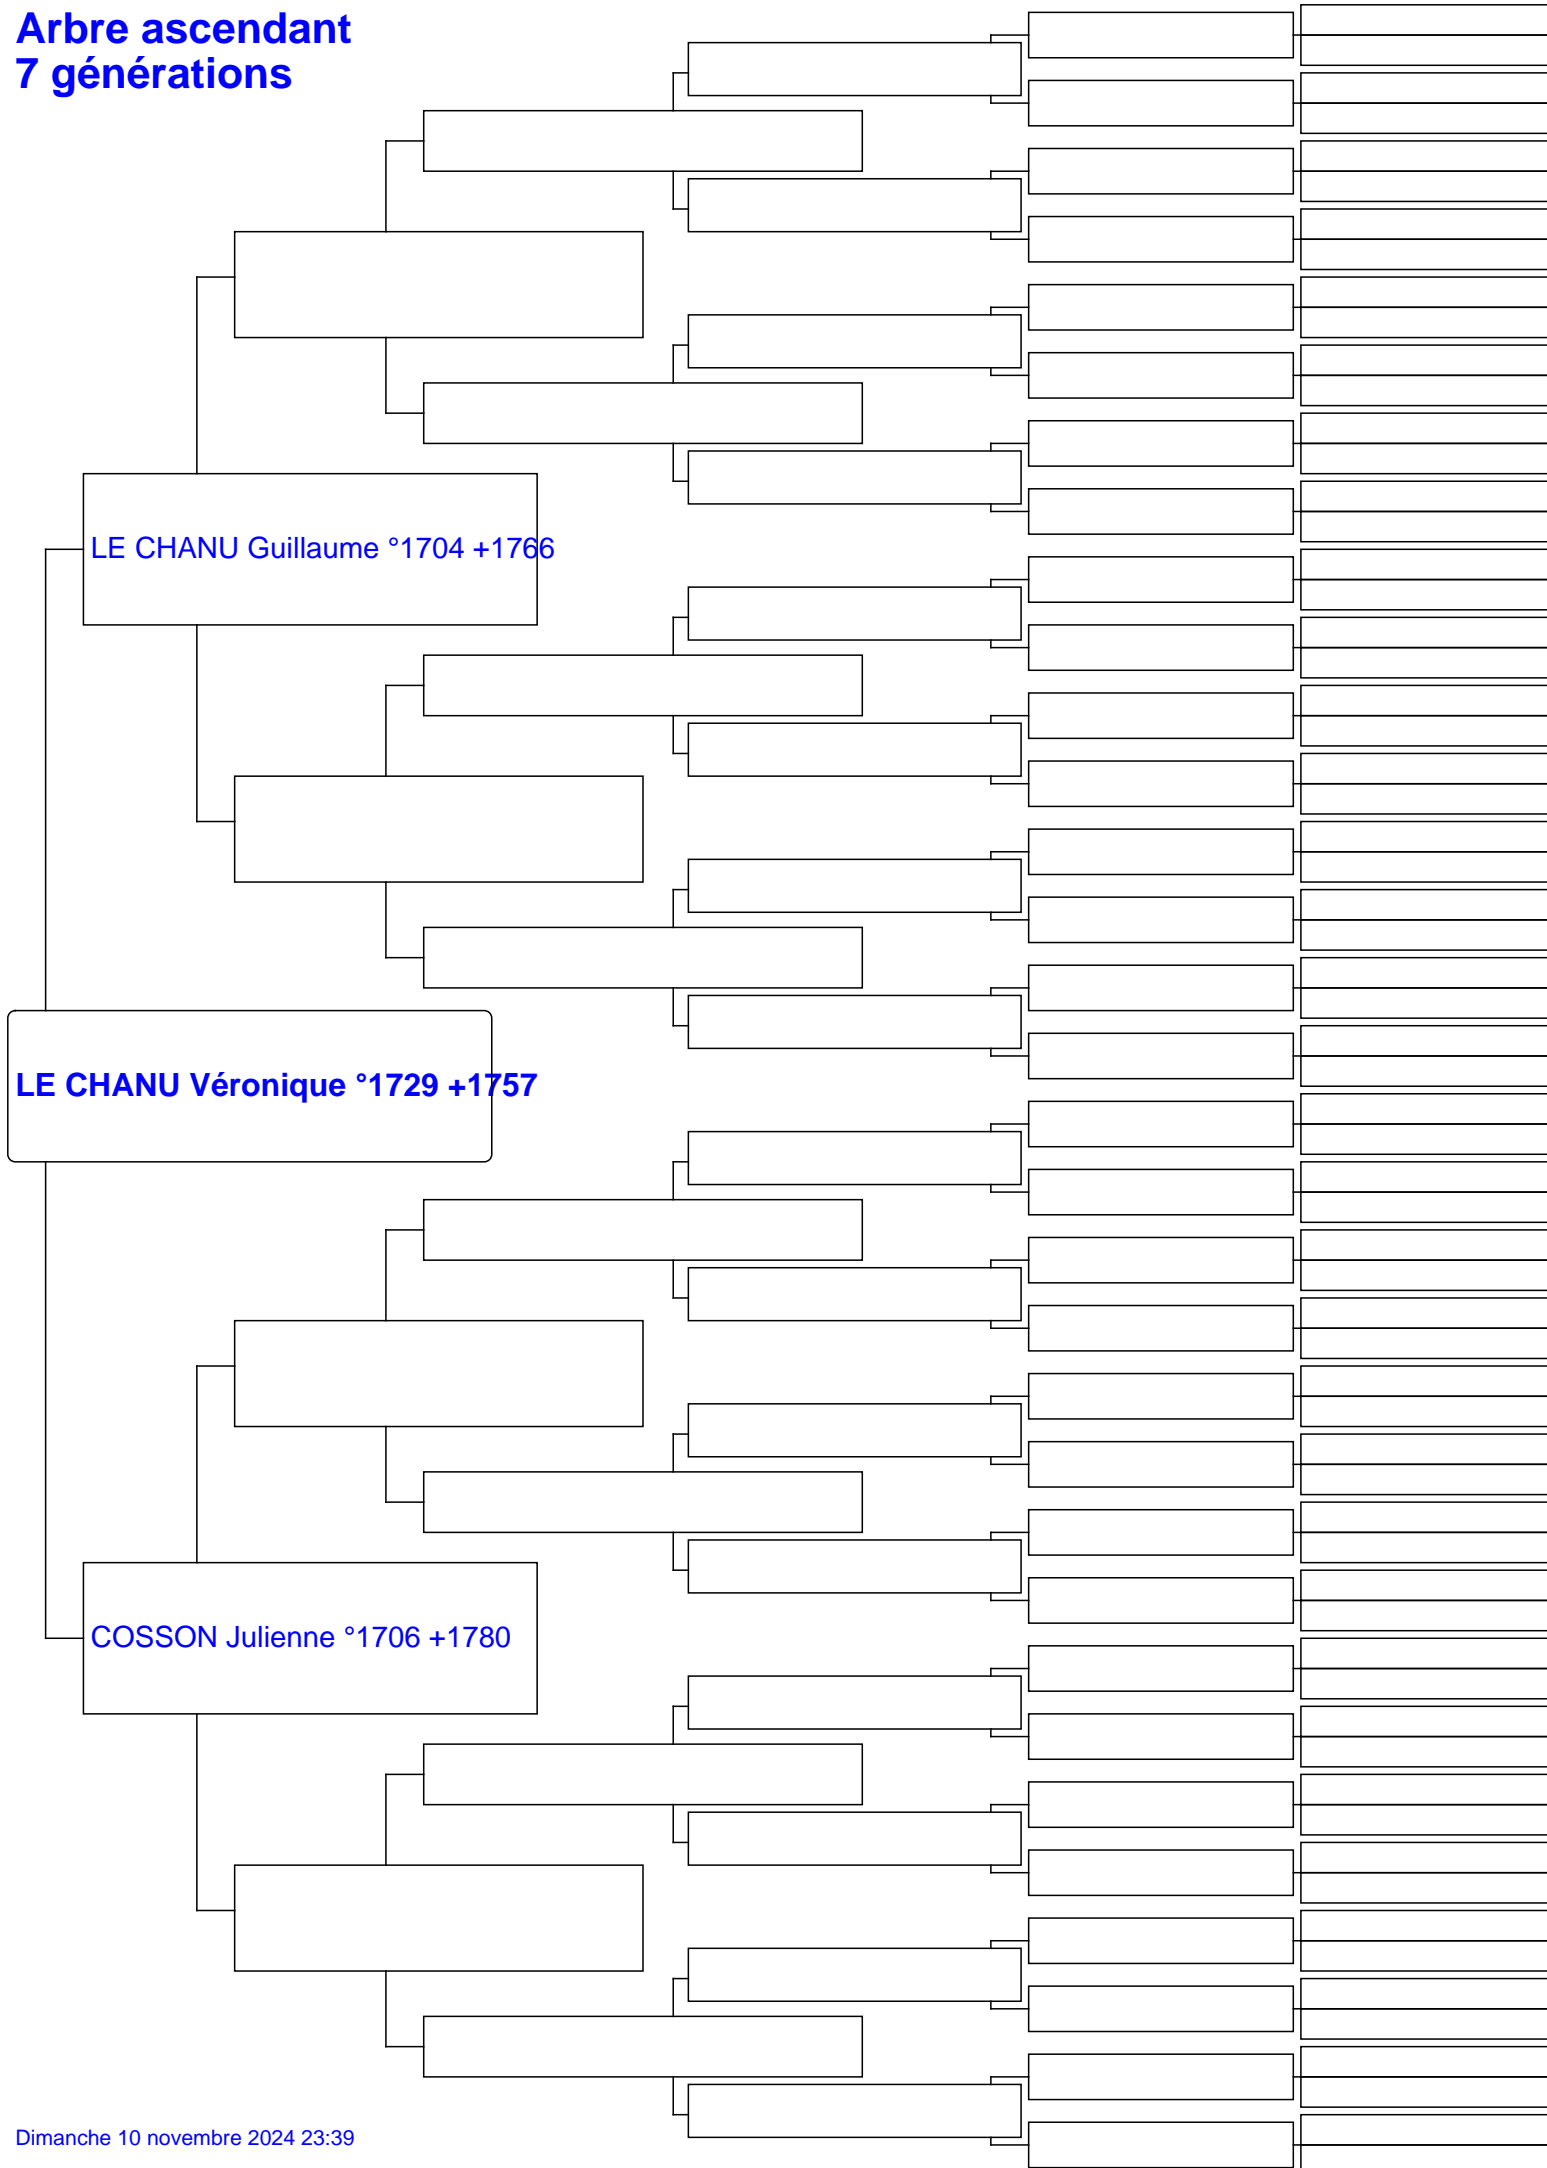 Arbre ascendant
7 générations
LE CHANU Guillaume °1704 +1766
LE CHANU Véronique °1729 +1757
COSSON Julienne °1706 +1780
Dimanche 10 novembre 2024 23:39